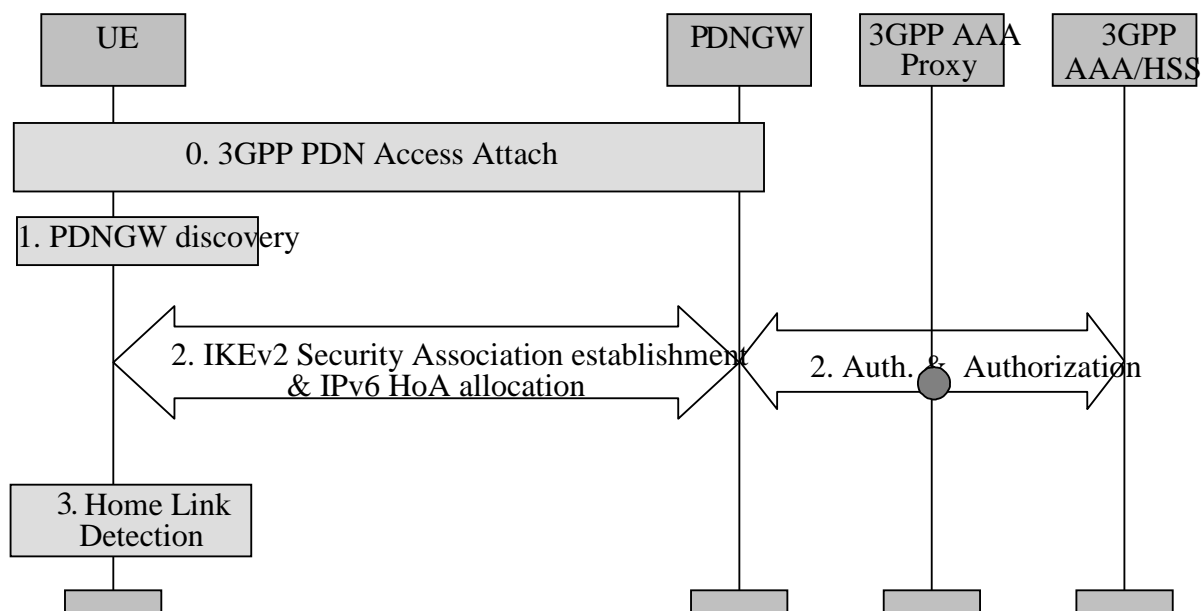 UE
PDNGW
3GPP AAA
Proxy
3GPP
AAA/HSS
0. 3GPP PDN Access Attach
1. PDNGW discovery
2. IKEv2 Security Association establishment
& IPv6 HoA allocation
2. Auth. & Authorization
3. Home Link
Detection